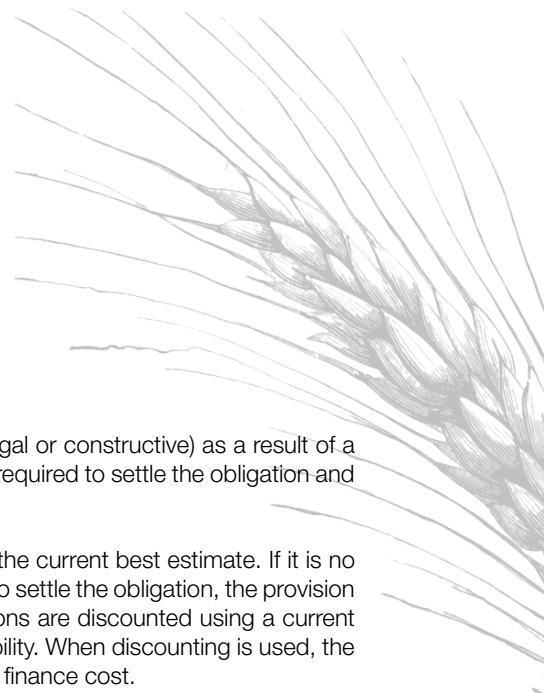 gal or constructive) as a result of a
required to settle the obligation and
the current best estimate. If it is no
o settle the obligation, the provision
ons are discounted using a current
bility. When discounting is used, the
finance cost.